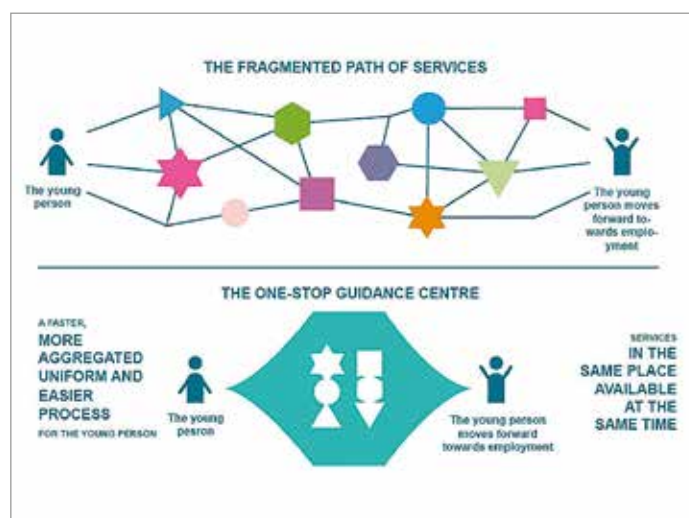 THE FRAGMENTED PATH OF SERVICES
The young
person
The young
person moves
forward to-
wards emplo-
yment
THE ONE-STOP GUIDANCE CENTRE
A FASTER,
MORE
AGGREGATED
UNIFORM AND
EASIER
PROCESS
FOR THE YOUNG PERSON
The young
pesron
The young person
moves forward
towards employment
SERVICES
IN THE
SAME PLACE
AVAILABLE
AT THE
SAME TIME